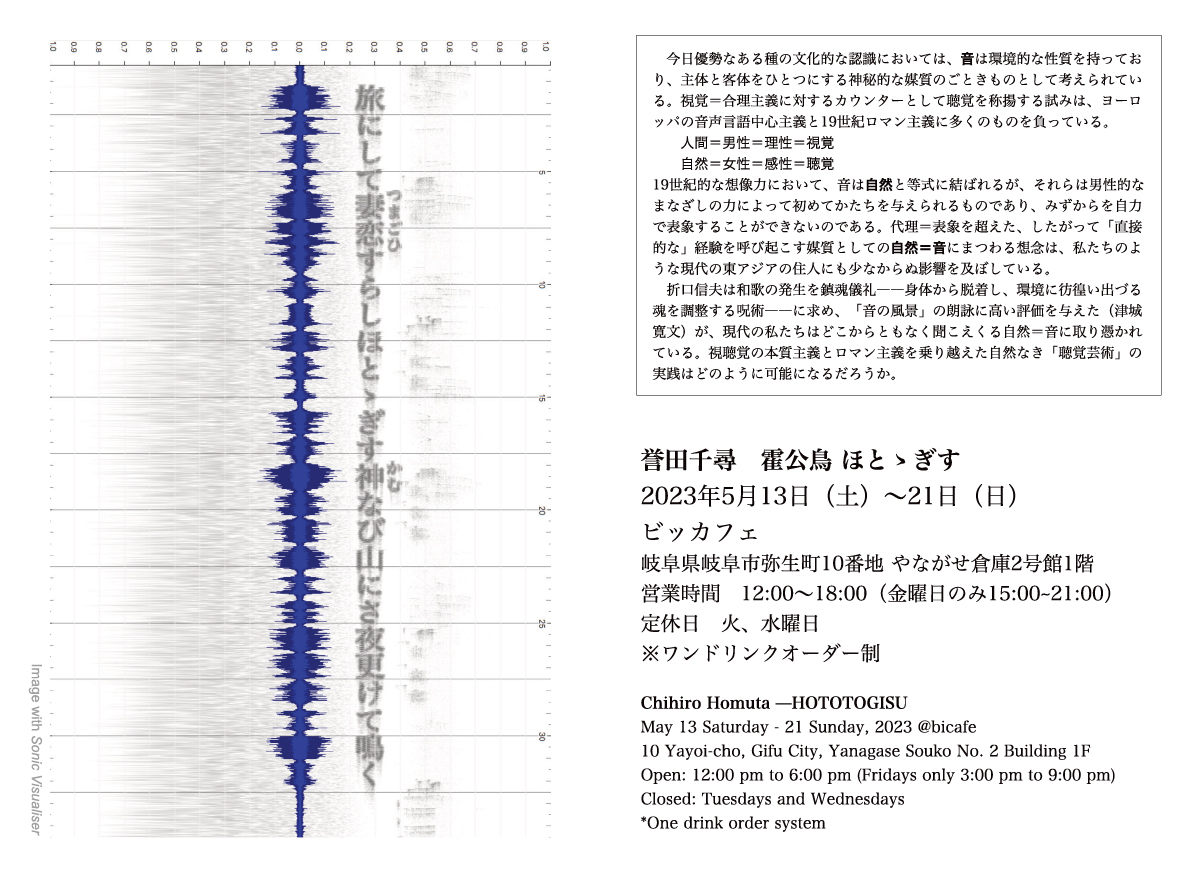 1.0
0.9
0.8
0.7
0.6
0.5
0.4
0.3
0.2
0.1
0.0
0.1
0.2
0.3
0.4
0.5
0.6
0.7
0.8
0.9
1.0
5
10
15
20
25
30
旅にして妻恋すらしほとゝぎす神なび山にさ夜更けて鳴く
つまごひ
かむ
Image with Sonic Visualiser
今日優勢なある種の文化的な認識においては、音は環境的な性質を持ってお
り、主体と客体をひとつにする神秘的な媒質のごときものとして考えられてい
る。視覚＝合理主義に対するカウンターとして聴覚を称揚する試みは、ヨーロ
ッパの音声言語中心主義と19世紀ロマン主義に多くのものを負っている。
人間＝男性＝理性＝視覚
自然＝女性＝感性＝聴覚
19世紀的な想像力において、音は自然と等式に結ばれるが、それらは男性的な
まなざしの力によって初めてかたちを与えられるものであり、みずからを自力
で表象することができないのである。代理＝表象を超えた、したがって「直接
的な」経験を呼び起こす媒質としての自然＝音にまつわる想念は、私たちのよ
うな現代の東アジアの住人にも少なからぬ影響を及ぼしている。
折口信夫は和歌の発生を鎮魂儀礼――身体から脱着し、環境に彷徨い出づる
魂を調整する呪術――に求め、「音の風景」の朗詠に高い評価を与えた（津城
寛文）が、現代の私たちはどこからともなく聞こえくる自然＝音に取り憑かれ
ている。視聴覚の本質主義とロマン主義を乗り越えた自然なき「聴覚芸術」の
実践はどのように可能になるだろうか。
誉田千尋　霍公鳥 ほとゝぎす
2023年5月13日（土）〜21日（日）
ビッカフェ
岐阜県岐阜市弥生町10番地 やながせ倉庫2号館1階
営業時間　12:00〜18:00（金曜日のみ15:00~21:00）
定休日　火、水曜日
※ワンドリンクオーダー制
Chihiro Homuta —HOTOTOGISU
May 13 Saturday - 21 Sunday, 2023 @bicafe
10 Yayoi-cho, Gifu City, Yanagase Souko No. 2 Building 1F
Open: 12:00 pm to 6:00 pm (Fridays only 3:00 pm to 9:00 pm)
Closed: Tuesdays and Wednesdays
*One drink order system